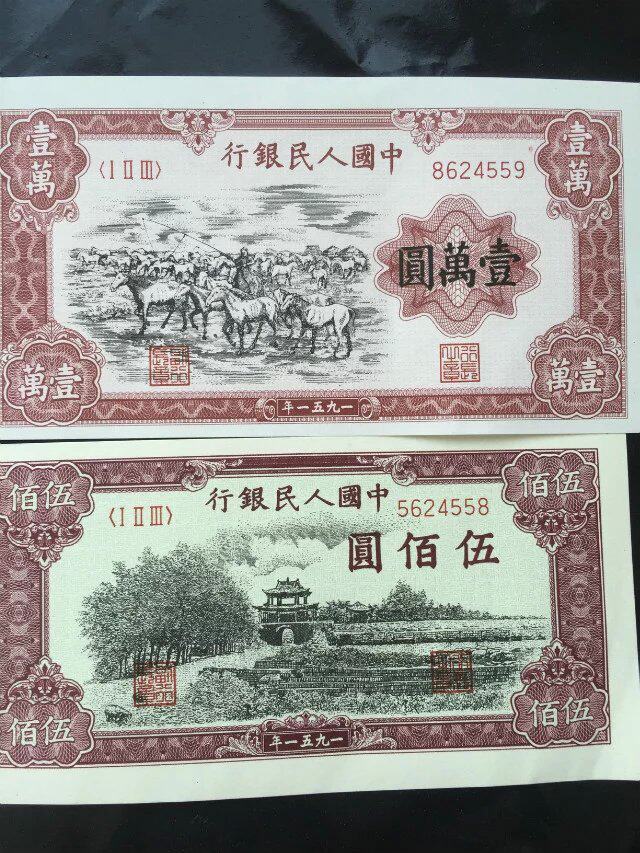 壹萬
行銀民人國中
壹萬
〈I II III〉
8624559
圓萬壹
萬壹
年一五九一
萬壹
佰伍
行銀民人國中
佰伍
〈I II III〉
5624558
圓佰伍
佰伍
年一五九一
佰伍